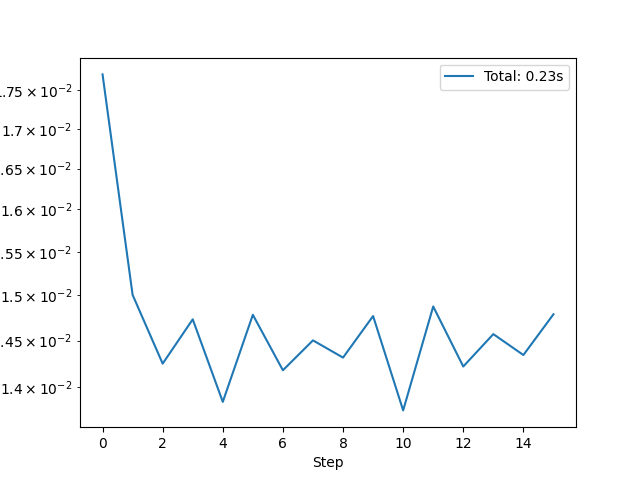 Total: 0.23s
.75 × 10⁻²
1.7 × 10⁻²
.65 × 10⁻²
1.6 × 10⁻²
.55 × 10⁻²
1.5 × 10⁻²
.45 × 10⁻²
1.4 × 10⁻²
0 2 4 6 8 10 12 14
Step